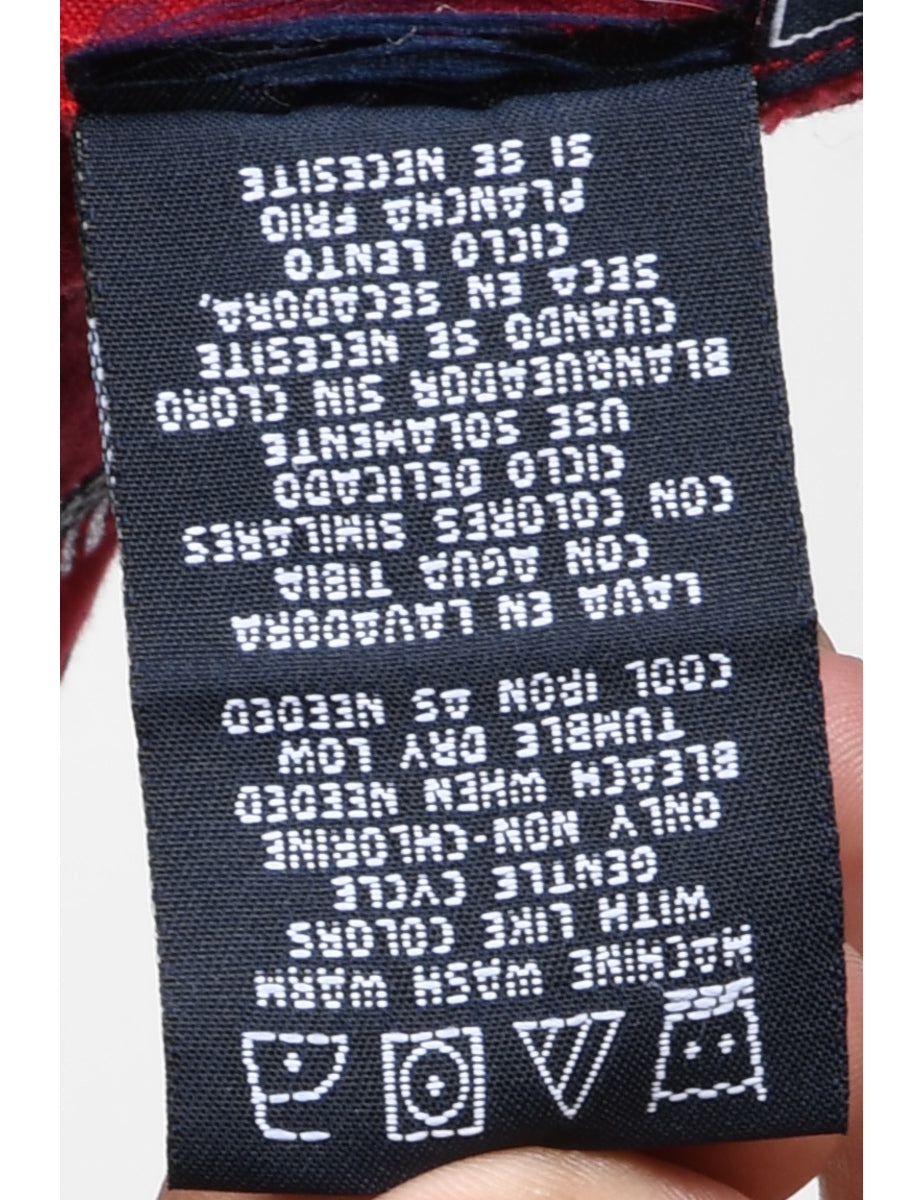 MACHINE WASH WARM
WITH LIKE COLORS
GENTLE CYCLE
ONLY NON-CHLORINE
BLEACH WHEN NEEDED
TUMBLE DRY LOW
COOL IRON AS NEEDED
LAVA EN LAVADORA
CON AGUA TIBIA
CON COLORES SIMILARES
CICLO DELICADO
USE SOLAMENTE
BLANQUEADOR SIN CLORO
CUANDO SE NECESITE
SECA EN SECADORA,
CICLO LENTO
PLANCHA FRIO
SI SE NECESITE